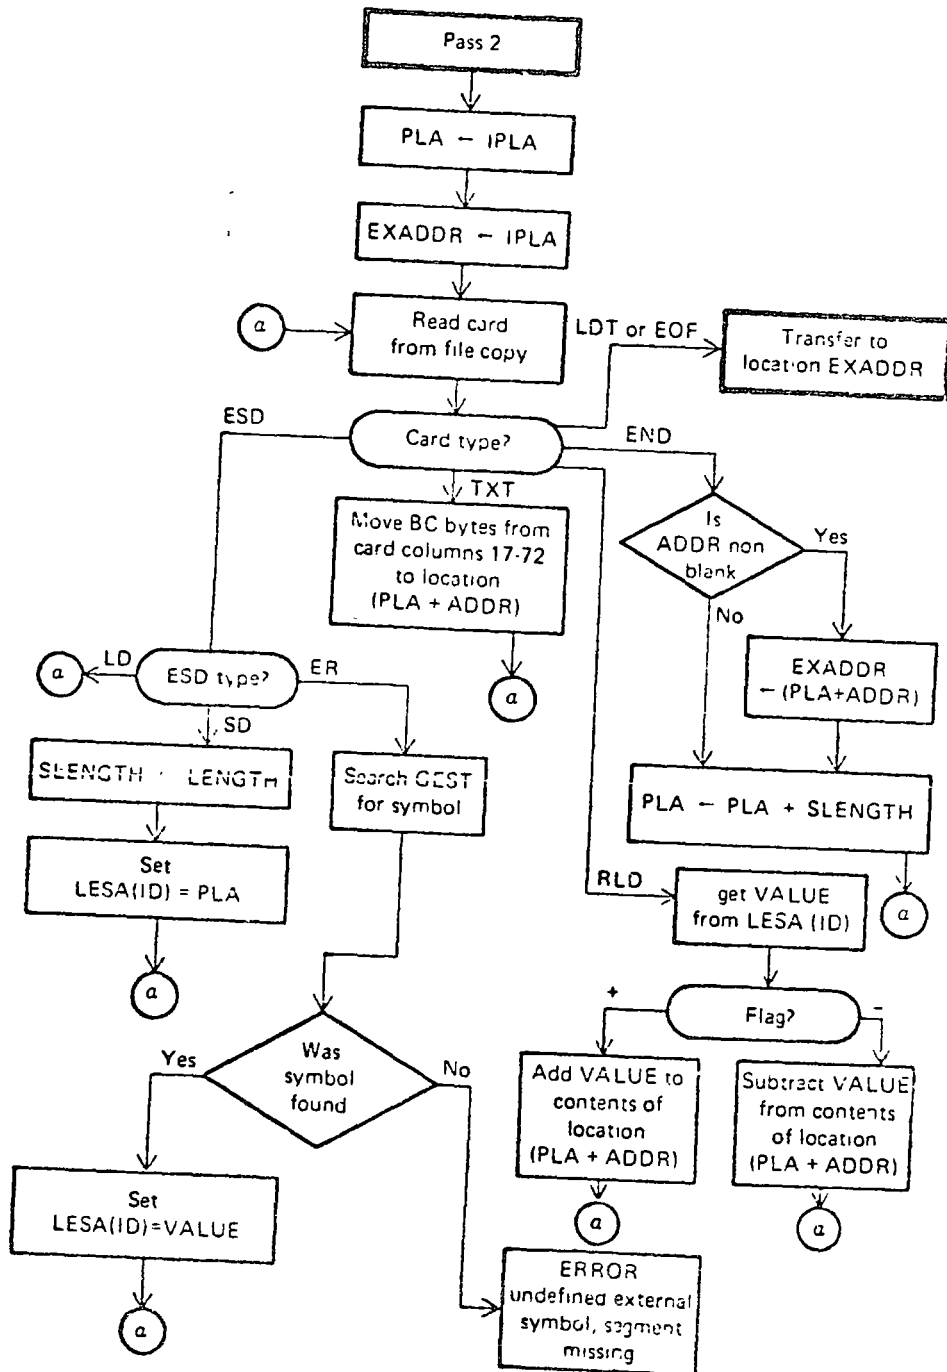 Pass 2
PLA ← IPLA
EXADDR ← IPLA
a
Read card
from file copy
LDT or EOF
Transfer to
location EXADDR
ESD
Card type?
END
TXT
Move BC bytes from
card columns 17-72
to location
(PLA + ADDR)
a
Is
ADDR non
blank
Yes
No
EXADDR
← (PLA+ADDR)
PLA ← PLA + SLENGTH
a
a
LD
ESD type?
ER
SD
SLENGTH LENGTH
Set
LESA(ID) = PLA
a
Search GEST
for symbol
RLD
get VALUE
from LESA (ID)
+
Flag?
-
Add VALUE to
contents of
location
(PLA + ADDR)
a
Subtract VALUE
from contents
of location
(PLA + ADDR)
a
Yes
Was
symbol
found
No
Set
LESA(ID)=VALUE
a
ERROR
undefined external
symbol, segment
missing